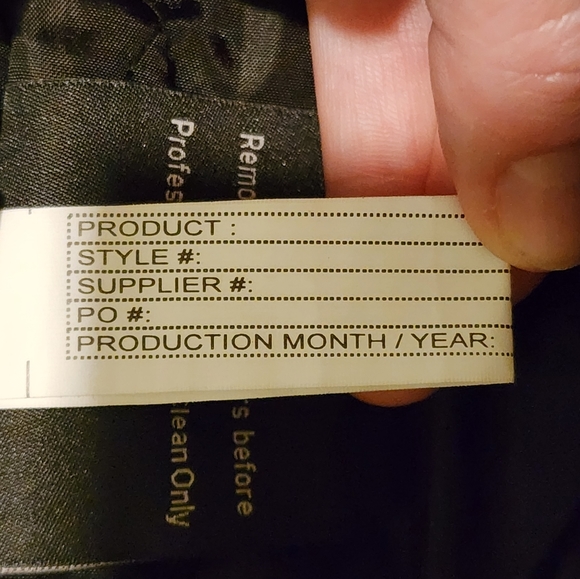 PRODUCT :
STYLE #:
SUPPLIER #:
PO #:
PRODUCTION MONTH / YEAR:
before
Only